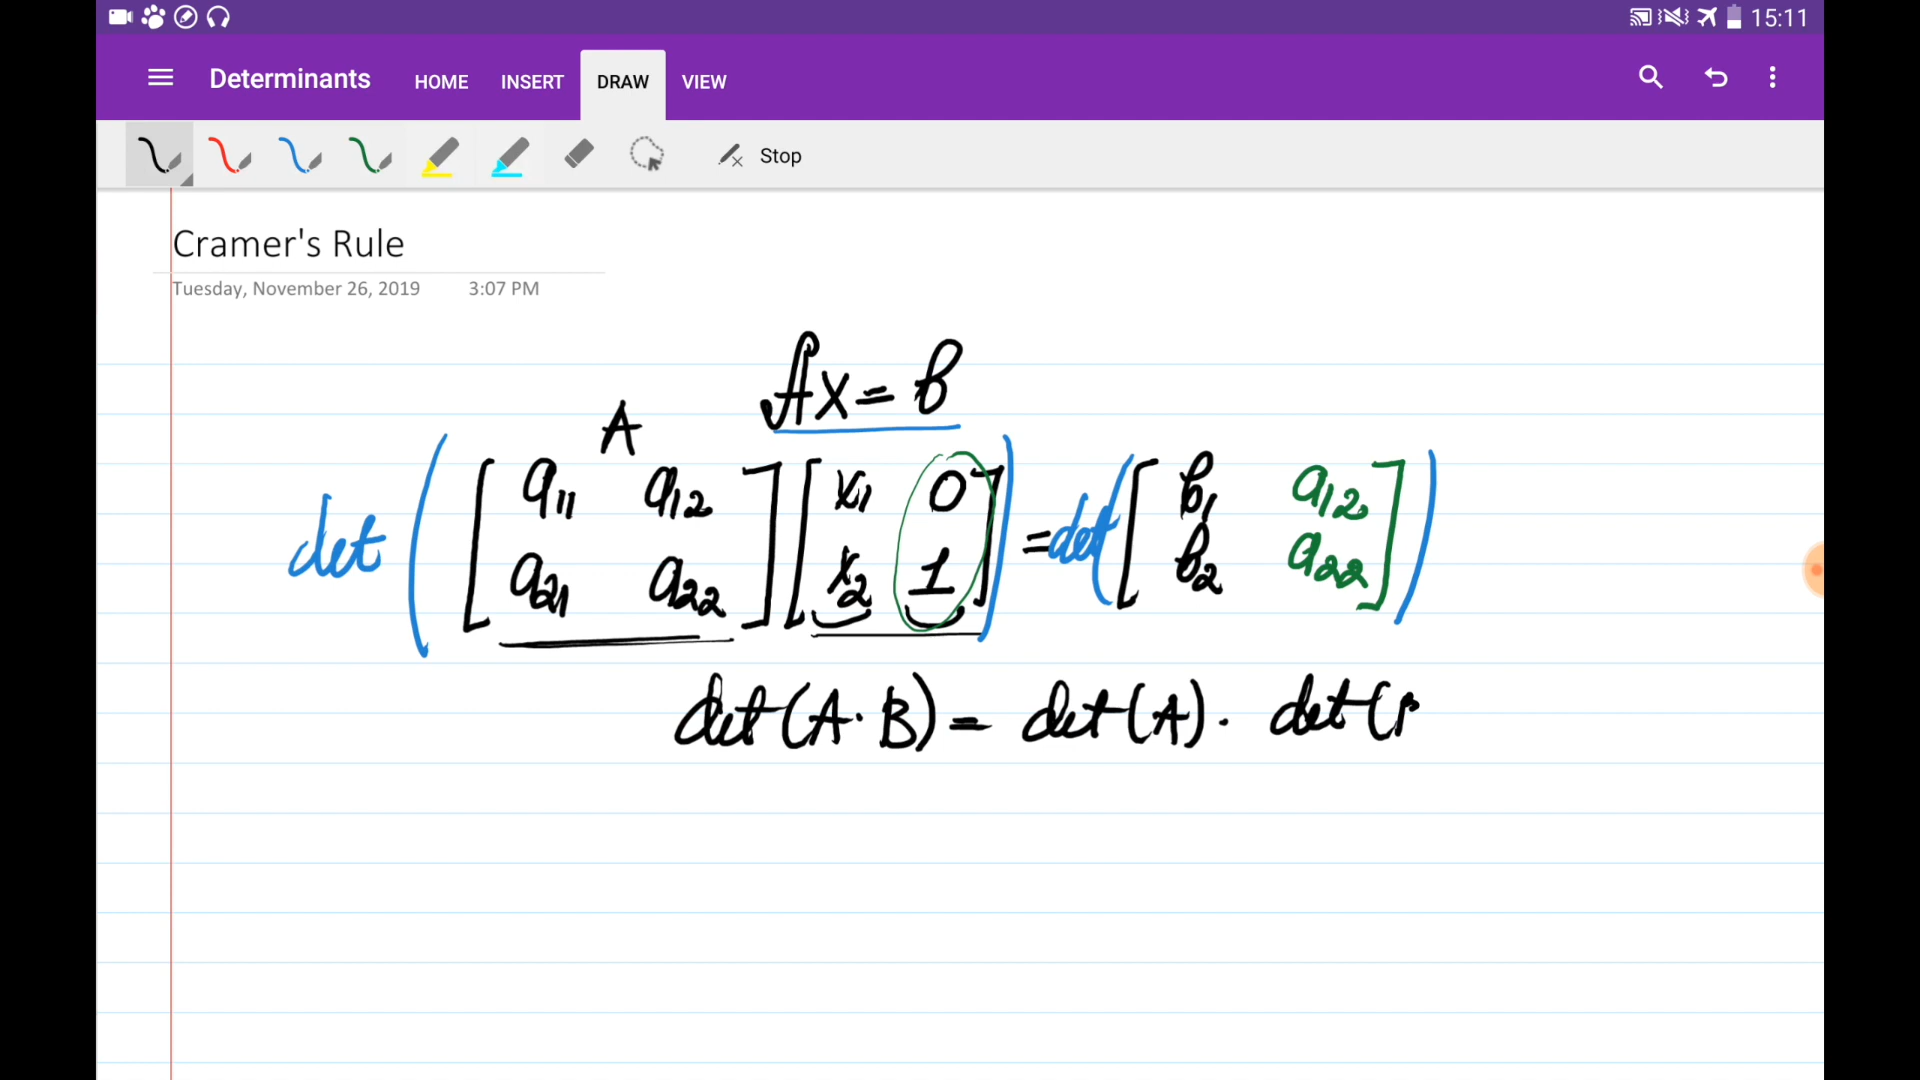 15:11
Determinants HOME INSERT DRAW VIEW
Stop
Cramer's Rule
Tuesday, November 26, 2019 3:07 PM
Ax = b
A
det ( [ a11 a12 ] [ x1 0 ] ) = det ( [ b1 a12 ] )
a21 a22 x2 1 b2 a22
det (A · B) = det (A) · det (